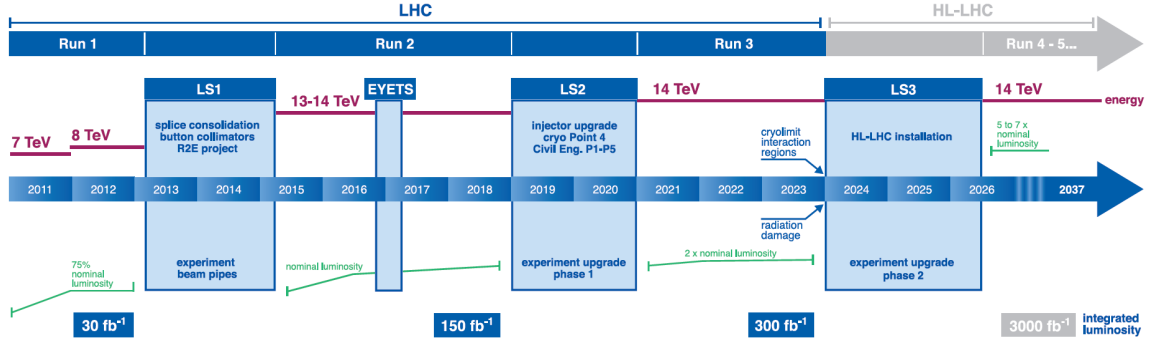 LHC
HL-LHC
Run 1
Run 2
Run 3
Run 4 - 5...
LS1
EYETS
LS2
LS3
7 TeV
8 TeV
13-14 TeV
14 TeV
14 TeV
energy
splice consolidation
button collimators
R2E project
injector upgrade
cryo Point 4
Civil Eng. P1-P5
cryolimit
interaction
regions
HL-LHC installation
5 to 7 x
nominal
luminosity
2011
2012
2013
2014
2015
2016
2017
2018
2019
2020
2021
2022
2023
2024
2025
2026
2037
radiation
damage
75%
nominal
luminosity
experiment
beam pipes
nominal luminosity
experiment upgrade
phase 1
2 x nominal luminosity
experiment upgrade
phase 2
30 fb⁻¹
150 fb⁻¹
300 fb⁻¹
3000 fb⁻¹
integrated
luminosity